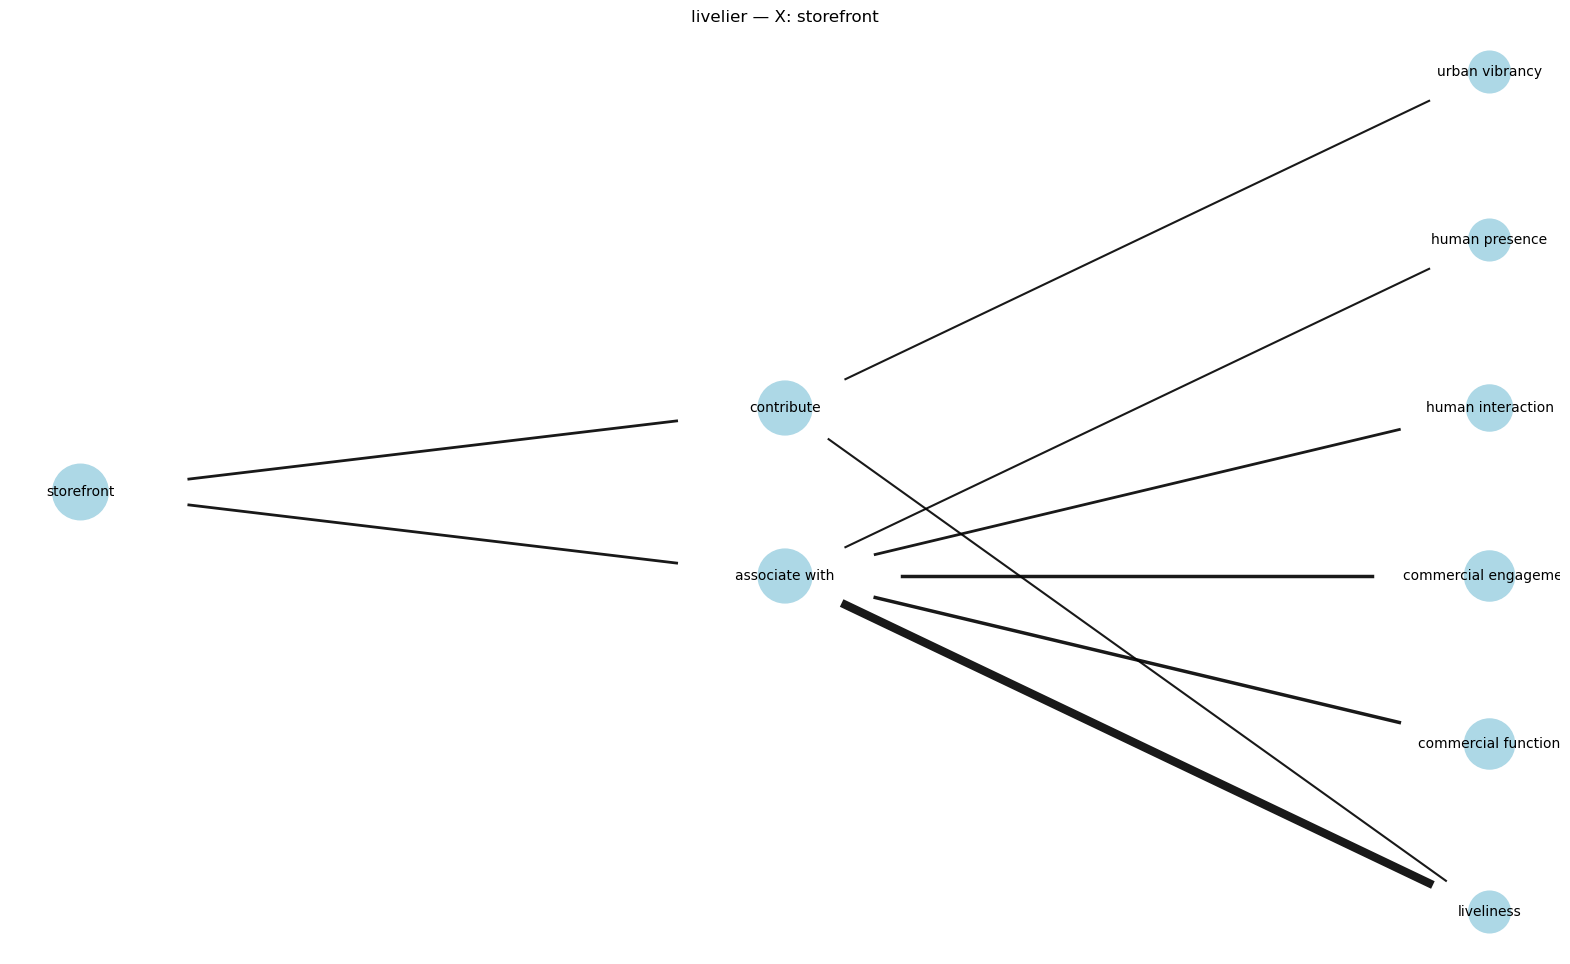 livelier — X: storefront
urban vibrancy
human presence
contribute
human interaction
storefront
associate with
commercial engageme
commercial function
liveliness